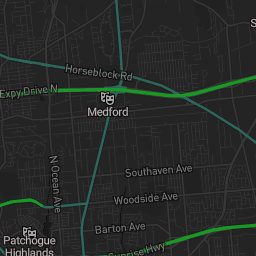 S
Horseblock Rd
Expy Drive N
Medford
N Ocean Ave
Southaven Ave
Woodside Ave
Patchogue
Highlands
Barton Ave
Sunrise Hwy